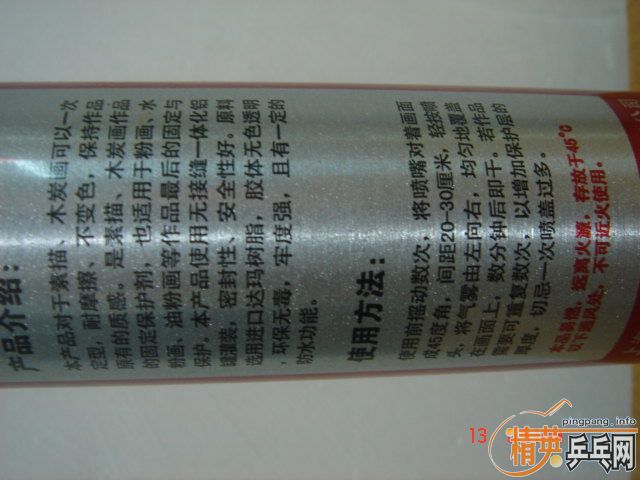 产品介绍：
本产品对于素描、木炭画可以一次
定型，耐摩擦、不变色，保持作品
原有的质感。是素描、木炭画作品
的固定保护剂，也适用于粉画、水
粉画、油粉画等作品最后的固定与
保护。本产品使用无接缝一体化铝
罐灌装，密封性、安全性好。原料
选用进口达玛树脂，胶体无色透明
，环保无毒，牢度强，且有一定的
防水功能。
使用方法：
使用前摇动数次，将喷嘴对着画面
成45度角，间距20-30厘米，轻按喷
头，将气雾由左向右，均匀地覆盖
在画面上，数分钟后即干。若作品
需要可重复数次，以增加保护层的
厚度，切忌一次喷盖过多。
本品易燃，远离火源，存放于45°C
以下通风处，不可近火使用。
13
pingpang.info
精英乒乓网